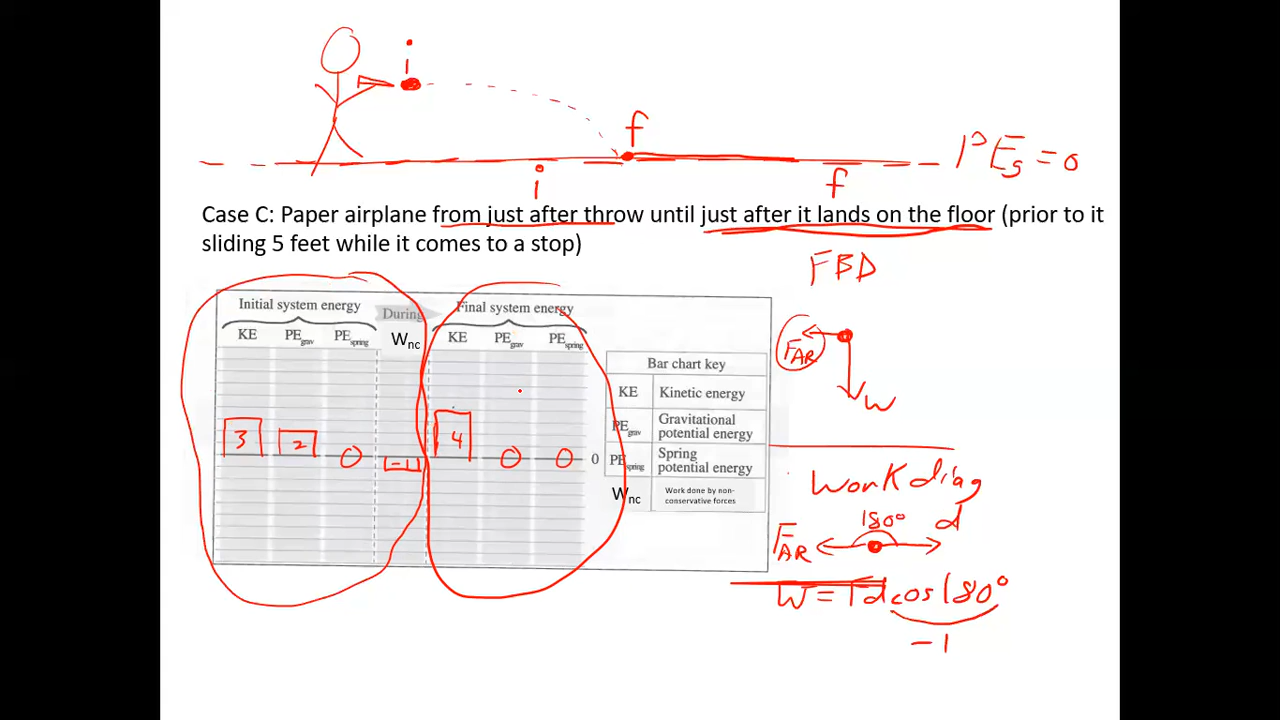 i
f
PEg = 0
i
f
Case C: Paper airplane from just after throw until just after it lands on the floor (prior to it
sliding 5 feet while it comes to a stop)
FBD
Initial system energy
During
Final system energy
KE PEgrav PEspring Wnc KE PEgrav PEspring
FAR
W
Bar chart key
KE Kinetic energy
PEgrav Gravitational
potential energy
3 2 0 -1 4 0 0 0
PEspring Spring
potential energy
Wnc Work done by non-
conservative forces
Work diag
180° d
FAR
W = Fd cos 180°
-1